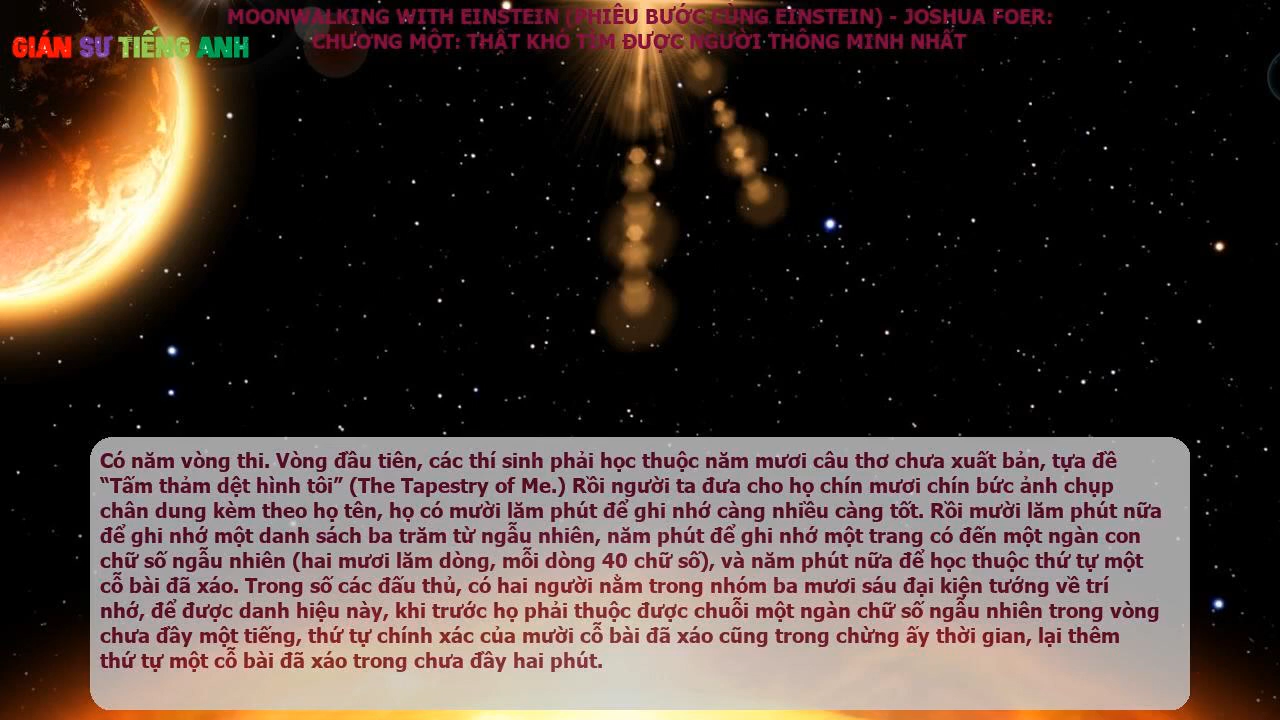 MOONWALKING WITH EINSTEIN (PHIÊU BƯỚC CÙNG EINSTEIN) - JOSHUA FOER:
CHƯƠNG MỘT: THẬT KHÓ TÌM ĐƯỢC NGƯỜI THÔNG MINH NHẤT
GIÁN SƯ TIẾNG ANH
Có năm vòng thi. Vòng đầu tiên, các thí sinh phải học thuộc năm mươi câu thơ chưa xuất bản, tựa đề
“Tấm thảm dệt hình tôi” (The Tapestry of Me.) Rồi người ta đưa cho họ chín mươi chín bức ảnh chụp
chân dung kèm theo họ tên, họ có mười lăm phút để ghi nhớ càng nhiều càng tốt. Rồi mười lăm phút nữa
để ghi nhớ một danh sách ba trăm từ ngẫu nhiên, năm phút để ghi nhớ một trang có đến một ngàn con
chữ số ngẫu nhiên (hai mươi lăm dòng, mỗi dòng 40 chữ số), và năm phút nữa để học thuộc thứ tự một
cỗ bài đã xáo. Trong số các đấu thủ, có hai người nằm trong nhóm ba mươi sáu đại kiện tướng về trí
nhớ, để được danh hiệu này, khi trước họ phải thuộc được chuỗi một ngàn chữ số ngẫu nhiên trong vòng
chưa đầy một tiếng, thứ tự chính xác của mười cỗ bài đã xáo cũng trong chừng ấy thời gian, lại thêm
thứ tự một cỗ bài đã xáo trong chưa đầy hai phút.